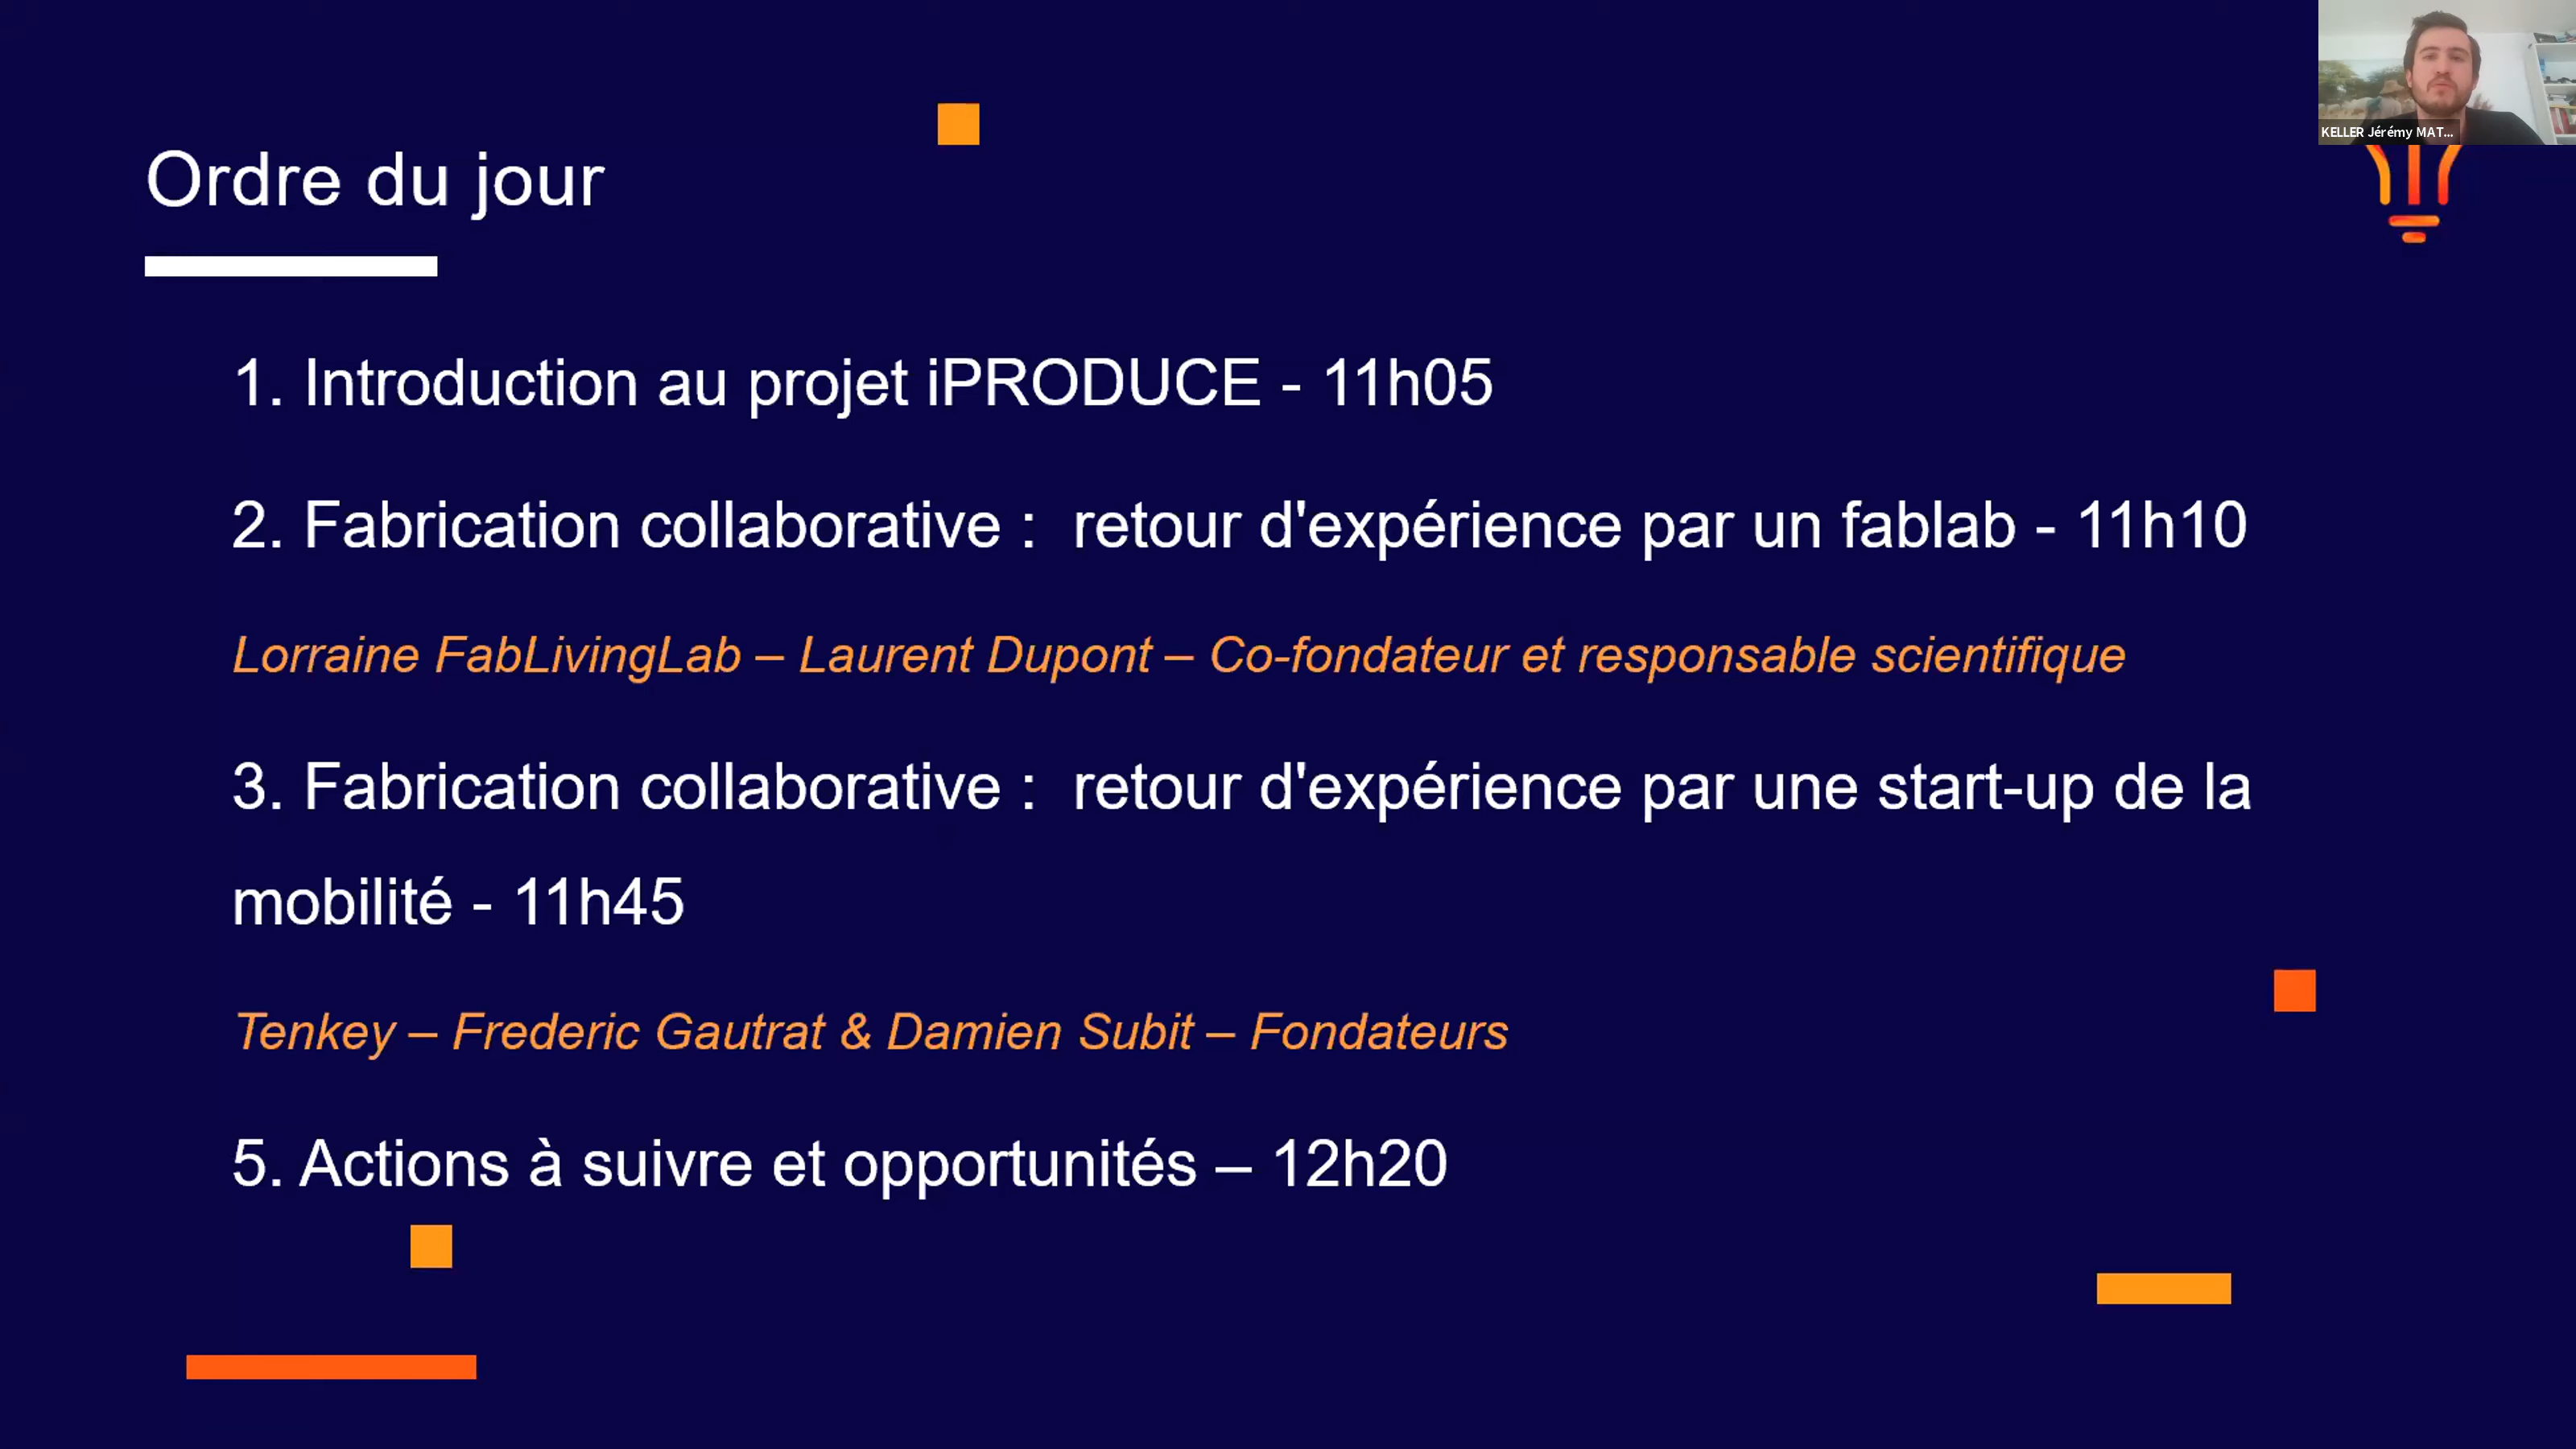 KELLER Jérémy MAT...
Ordre du jour
1. Introduction au projet iPRODUCE - 11h05
2. Fabrication collaborative :  retour d'expérience par un fablab - 11h10
Lorraine FabLivingLab – Laurent Dupont – Co-fondateur et responsable scientifique
3. Fabrication collaborative :  retour d'expérience par une start-up de la
mobilité - 11h45
Tenkey – Frederic Gautrat & Damien Subit – Fondateurs
5. Actions à suivre et opportunités – 12h20